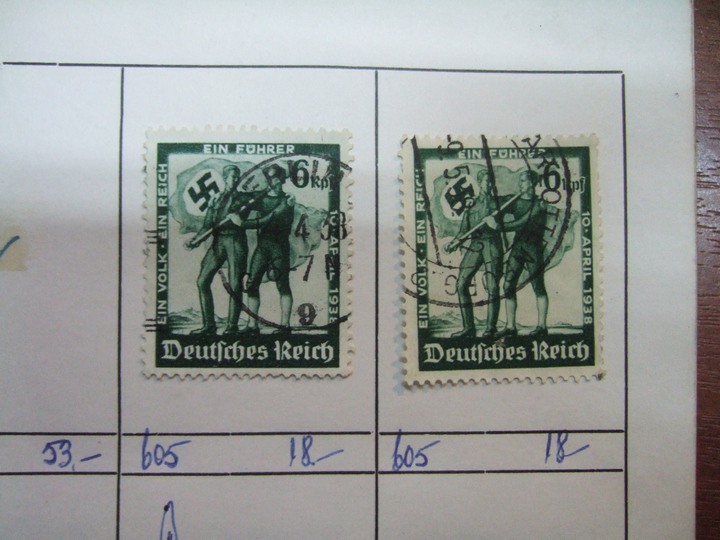 EIN FÜHRER
EIN VOLK · EIN REICH
6 Rpf
10. APRIL 1938
Deutsches Reich
9
EIN FÜHRER
EIN VOLK · EIN REICH
6 Rpf
10. APRIL 1938
Deutsches Reich
53,-
605
18-
605
18-